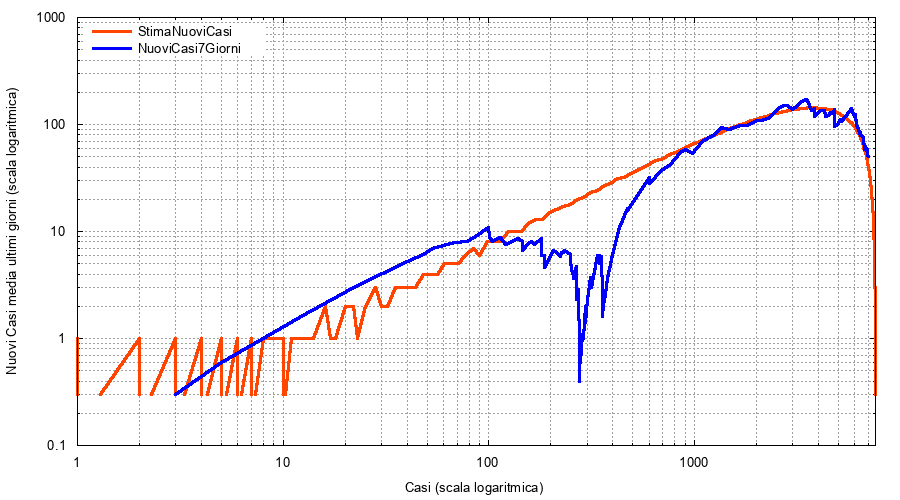 1000
100
10
1
0.1
StimaNuoviCasi
NuoviCasi7Giorni
Nuovi Casi media ultimi giorni (scala logaritmica)
1 10 100 1000
Casi (scala logaritmica)